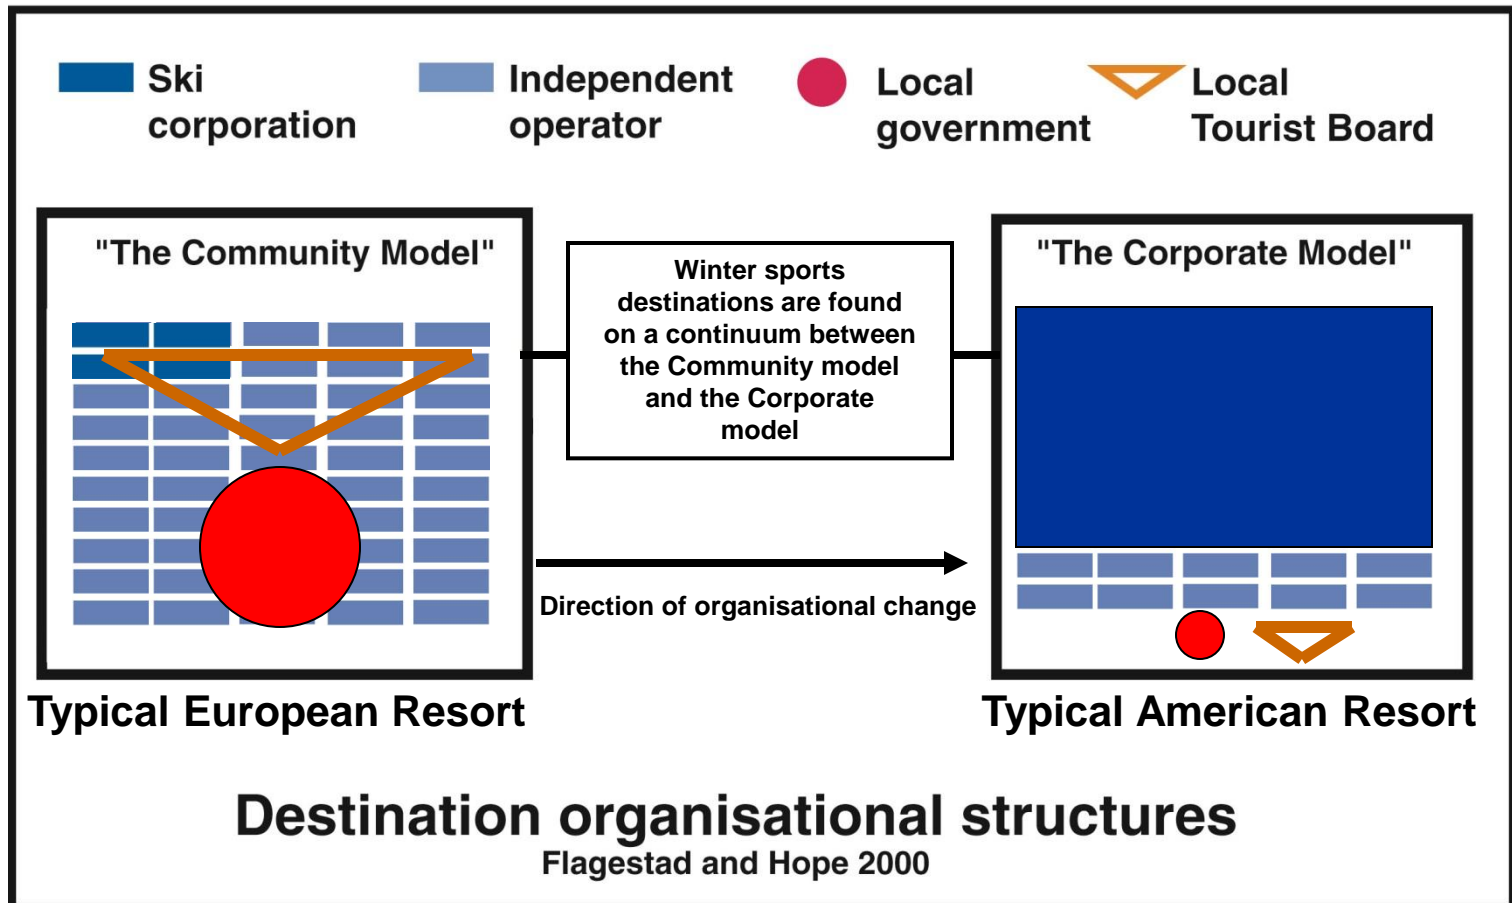 Ski
corporation
Independent
operator
Local
government
Local
Tourist Board
"The Community Model"
Winter sports
destinations are found
on a continuum between
the Community model
and the Corporate
model
"The Corporate Model"
Direction of organisational change
Typical European Resort
Typical American Resort
Destination organisational structures
Flagestad and Hope 2000